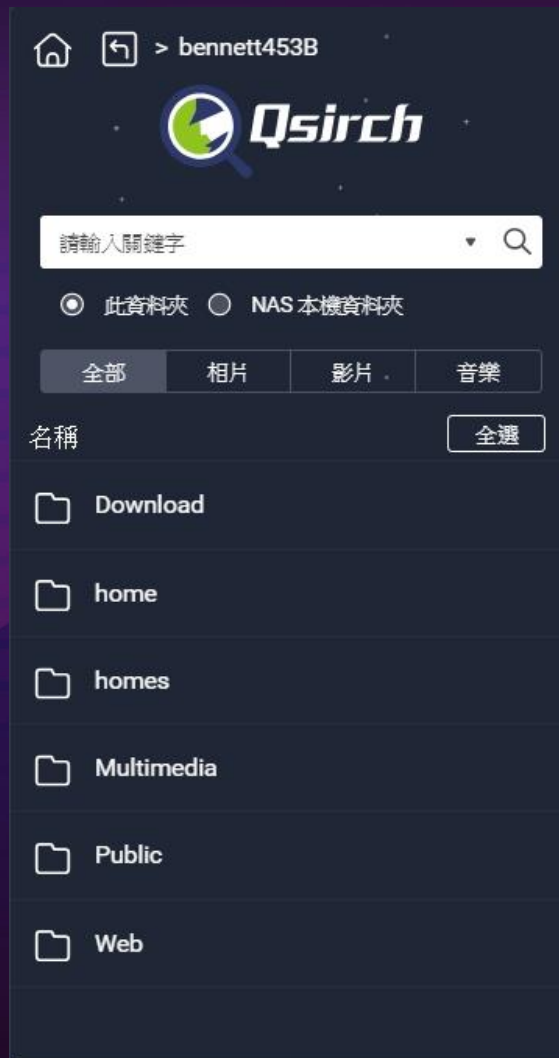 > bennett453B
Qsirch
請輸入關鍵字
此資料夾 NAS 本機資料夾
全部 相片 影片 音樂
名稱 全選
Download
home
homes
Multimedia
Public
Web